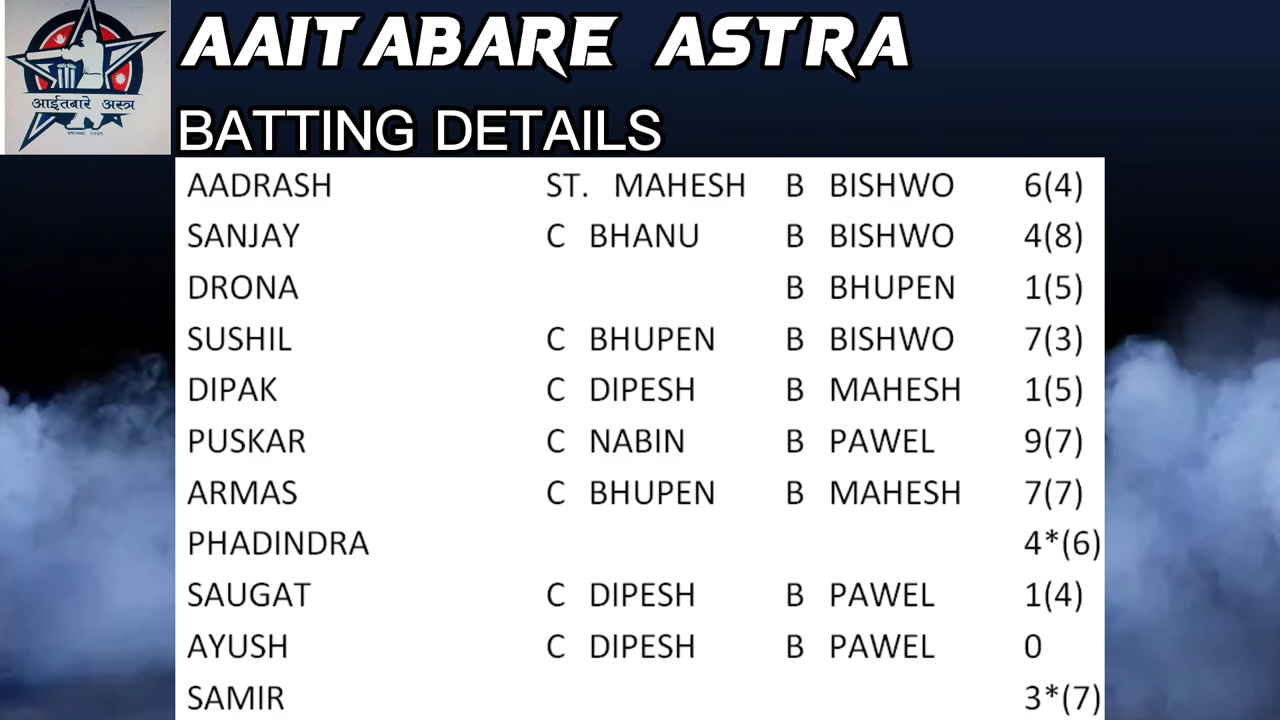 AAITABARE ASTRA
आईतबारे अस्त्र
BATTING DETAILS
AADRASH ST. MAHESH B BISHWO 6(4)
SANJAY C BHANU B BISHWO 4(8)
DRONA B BHUPEN 1(5)
SUSHIL C BHUPEN B BISHWO 7(3)
DIPAK C DIPESH B MAHESH 1(5)
PUSKAR C NABIN B PAWEL 9(7)
ARMAS C BHUPEN B MAHESH 7(7)
PHADINDRA 4*(6)
SAUGAT C DIPESH B PAWEL 1(4)
AYUSH C DIPESH B PAWEL 0
SAMIR 3*(7)